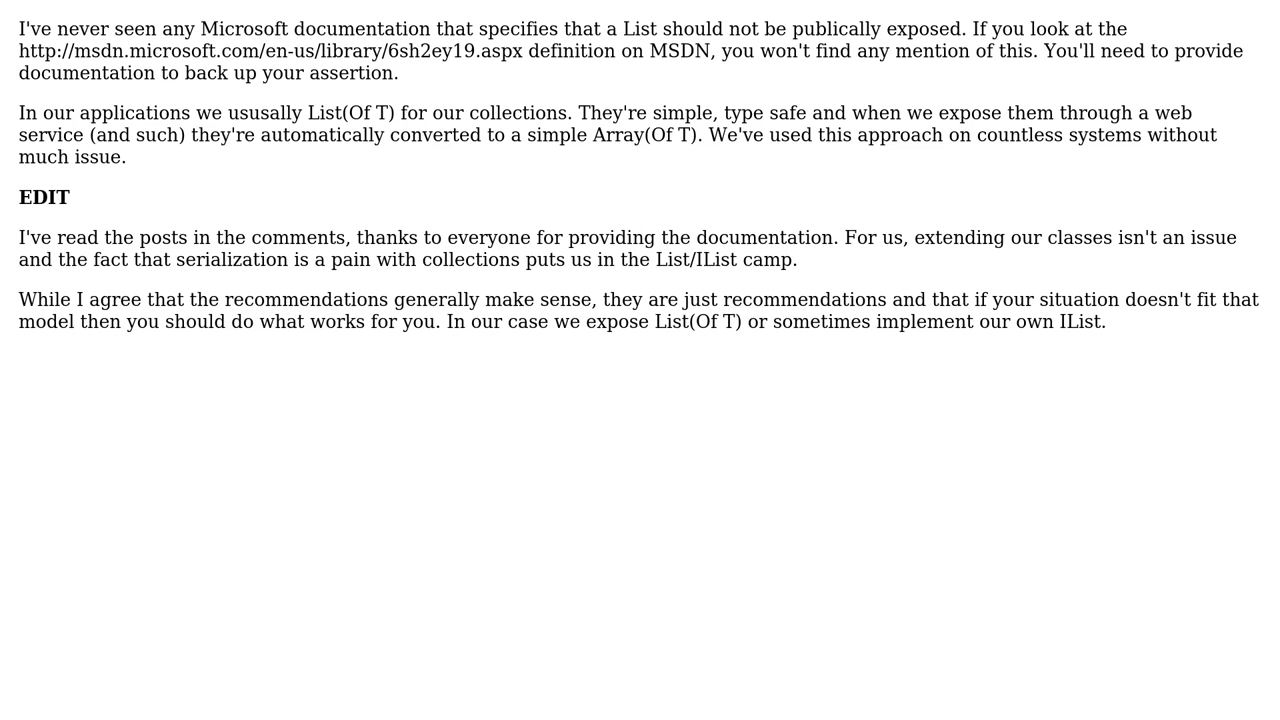 I've never seen any Microsoft documentation that specifies that a List should not be publically exposed. If you look at the
http://msdn.microsoft.com/en-us/library/6sh2ey19.aspx definition on MSDN, you won't find any mention of this. You'll need to provide
documentation to back up your assertion.
In our applications we ususally List(Of T) for our collections. They're simple, type safe and when we expose them through a web
service (and such) they're automatically converted to a simple Array(Of T). We've used this approach on countless systems without
much issue.
EDIT
I've read the posts in the comments, thanks to everyone for providing the documentation. For us, extending our classes isn't an issue
and the fact that serialization is a pain with collections puts us in the List/IList camp.
While I agree that the recommendations generally make sense, they are just recommendations and that if your situation doesn't fit that
model then you should do what works for you. In our case we expose List(Of T) or sometimes implement our own IList.